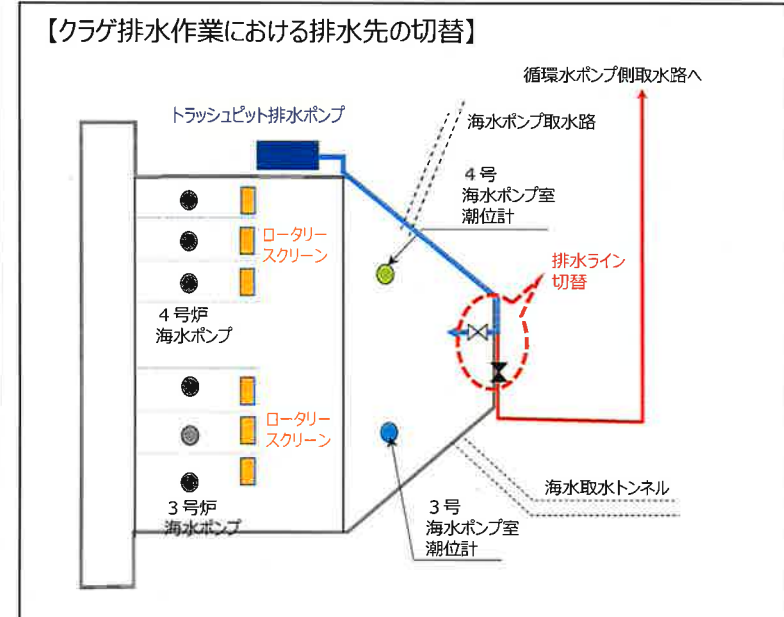 【クラゲ排水作業における排水先の切替】
循環水ポンプ側取水路へ
トラッシュピット排水ポンプ
海水ポンプ取水路
４号
海水ポンプ室
潮位計
ロータリー
スクリーン
排水ライン
切替
４号炉
海水ポンプ
ロータリー
スクリーン
３号炉
海水ポンプ
海水取水トンネル
３号
海水ポンプ室
潮位計